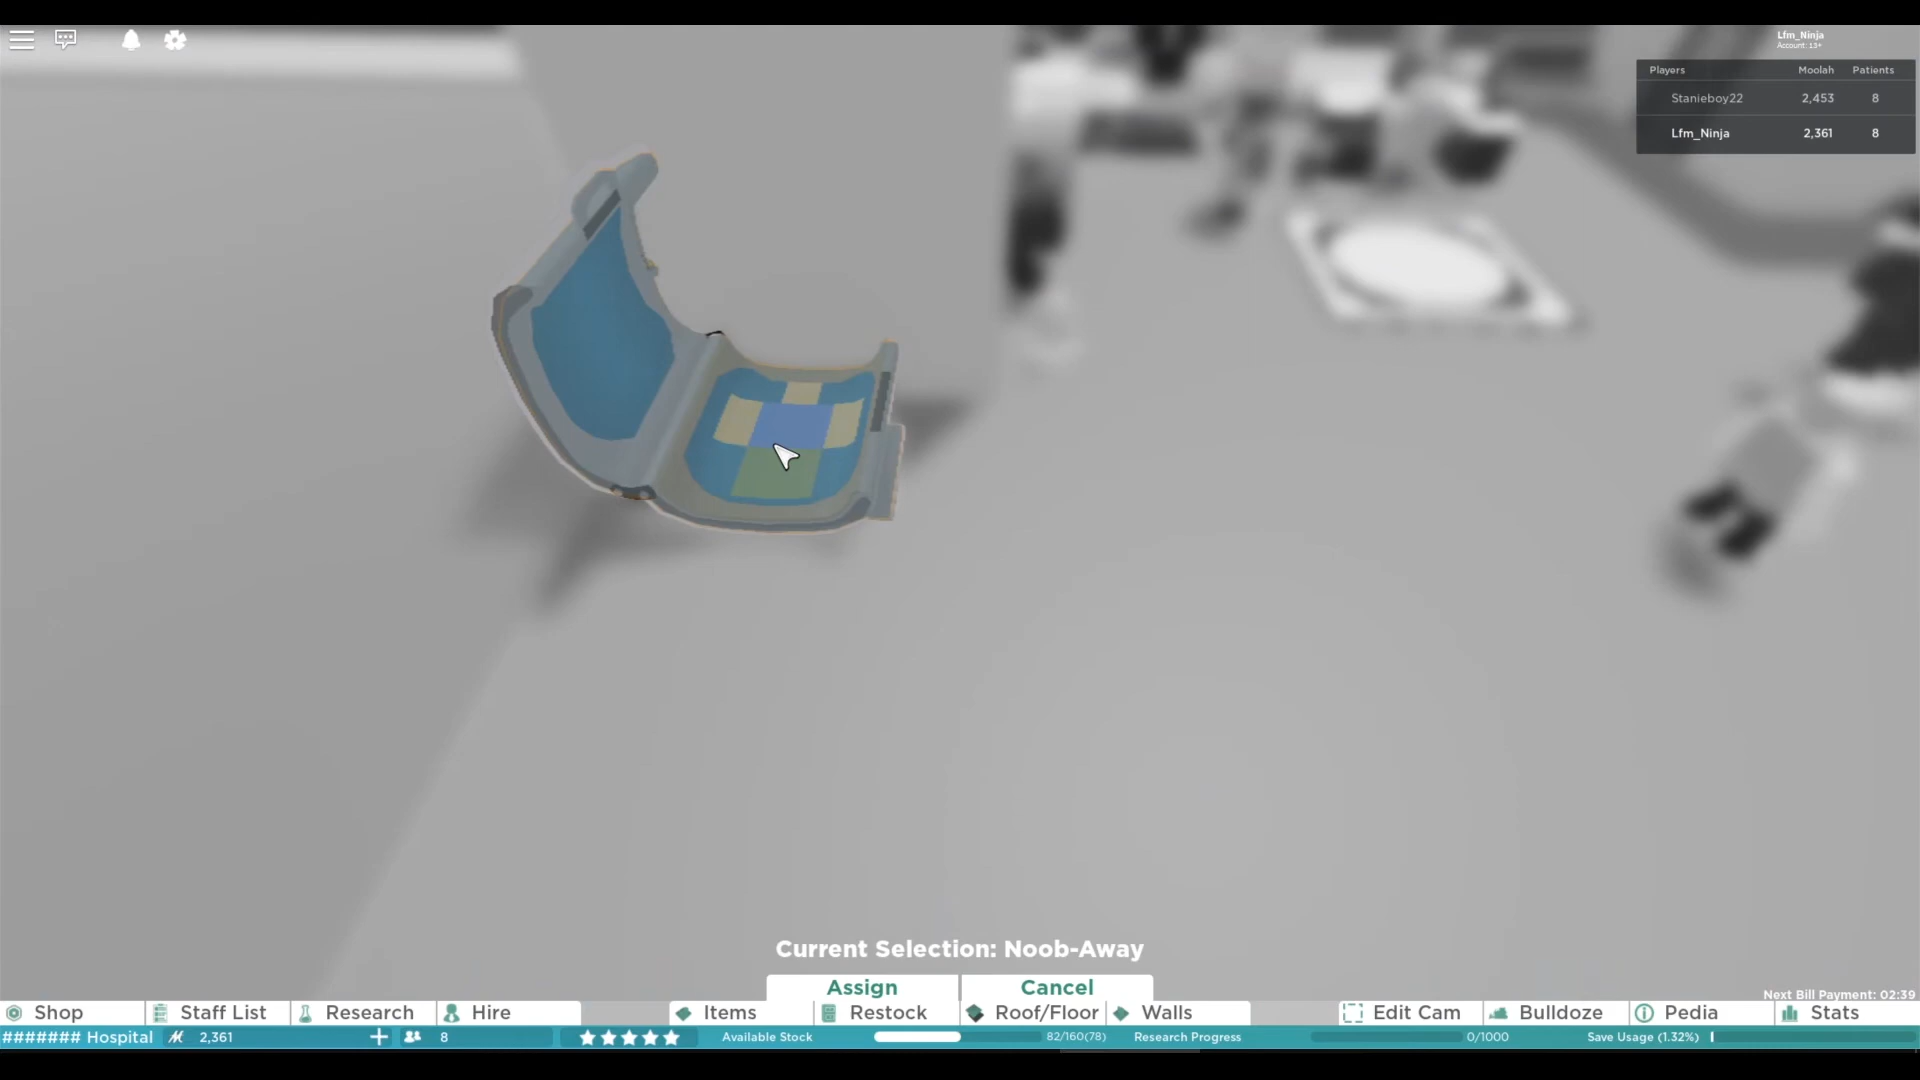 Lfm_Ninja
Account: 13+
Players Moolah Patients
Stanieboy22 2,453 8
Lfm_Ninja 2,361 8
Current Selection: Noob-Away
Assign Cancel
Next Bill Payment: 02:39
Shop Staff List Research Hire Items Restock Roof/Floor Walls Edit Cam Bulldoze Pedia Stats
####### Hospital 2,361 + 8 Available Stock 82/160(78) Research Progress 0/1000 Save Usage (1.32%)